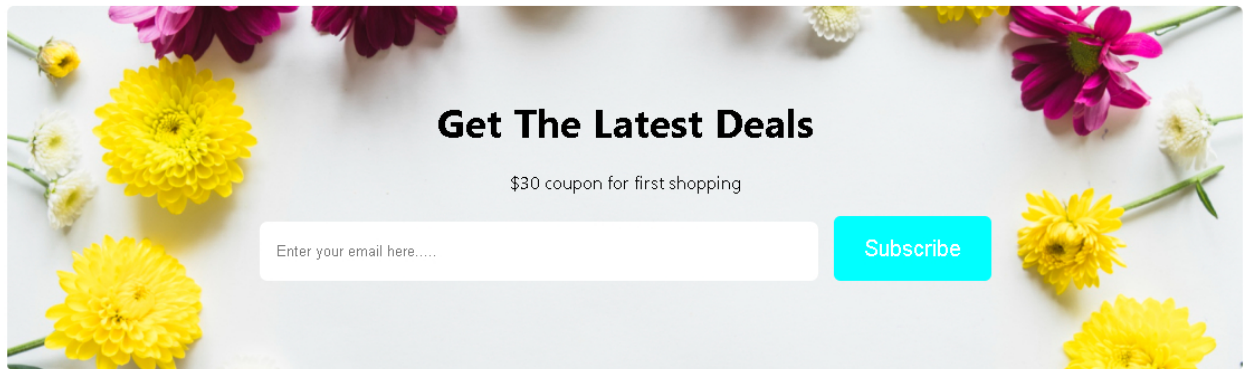 Get The Latest Deals
$30 coupon for first shopping
Enter your email here.....
Subscribe